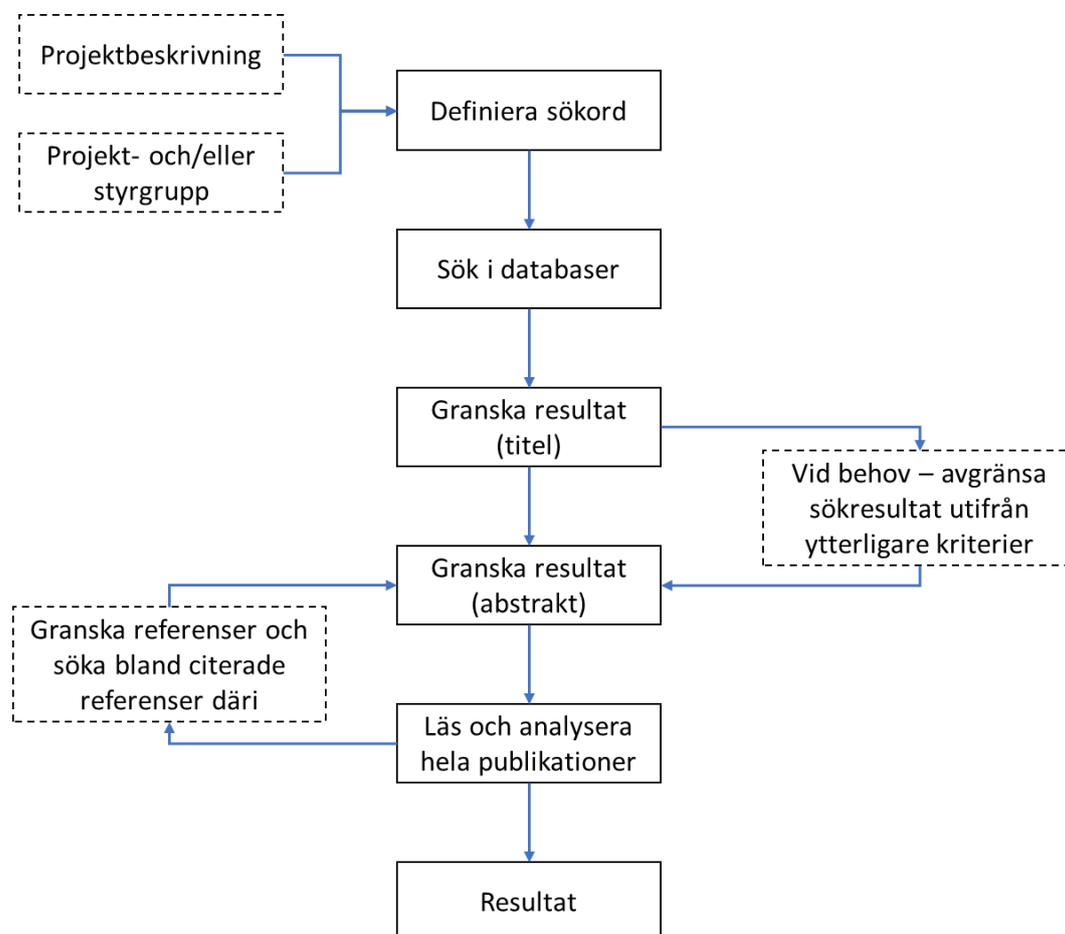 Projektbeskrivning
Projekt- och/eller
styrgrupp
Definiera sökord
Sök i databaser
Granska resultat
(titel)
Vid behov – avgränsa
sökresultat utifrån
ytterligare kriterier
Granska resultat
(abstrakt)
Granska referenser och
söka bland citerade
referenser däri
Läs och analysera
hela publikationer
Resultat